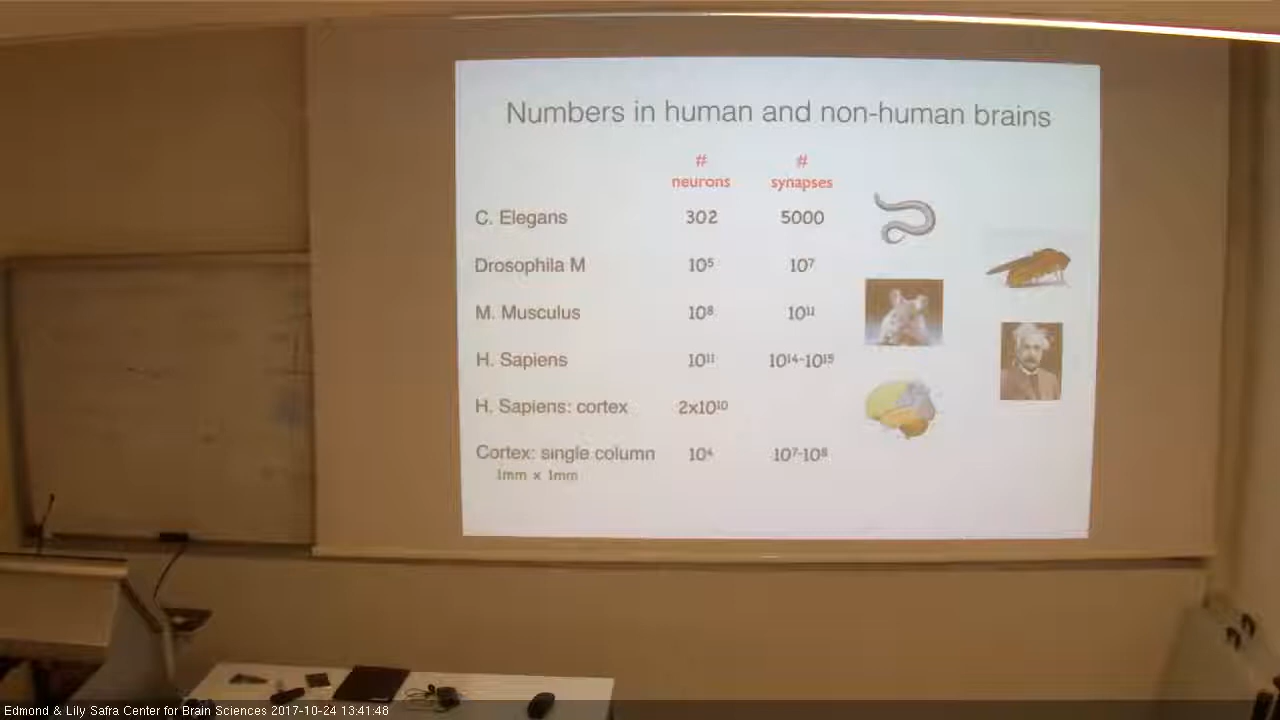 Numbers in human and non-human brains
# #
neurons synapses
C. Elegans 302 5000
Drosophila M 10⁵ 10⁷
M. Musculus 10⁸ 10¹¹
H. Sapiens 10¹¹ 10¹⁴-10¹⁵
H. Sapiens: cortex 2x10¹⁰
Cortex: single column 10⁴ 10⁷-10⁸
1mm x 1mm
Edmond & Lily Safra Center for Brain Sciences 2017-10-24 13:41:48